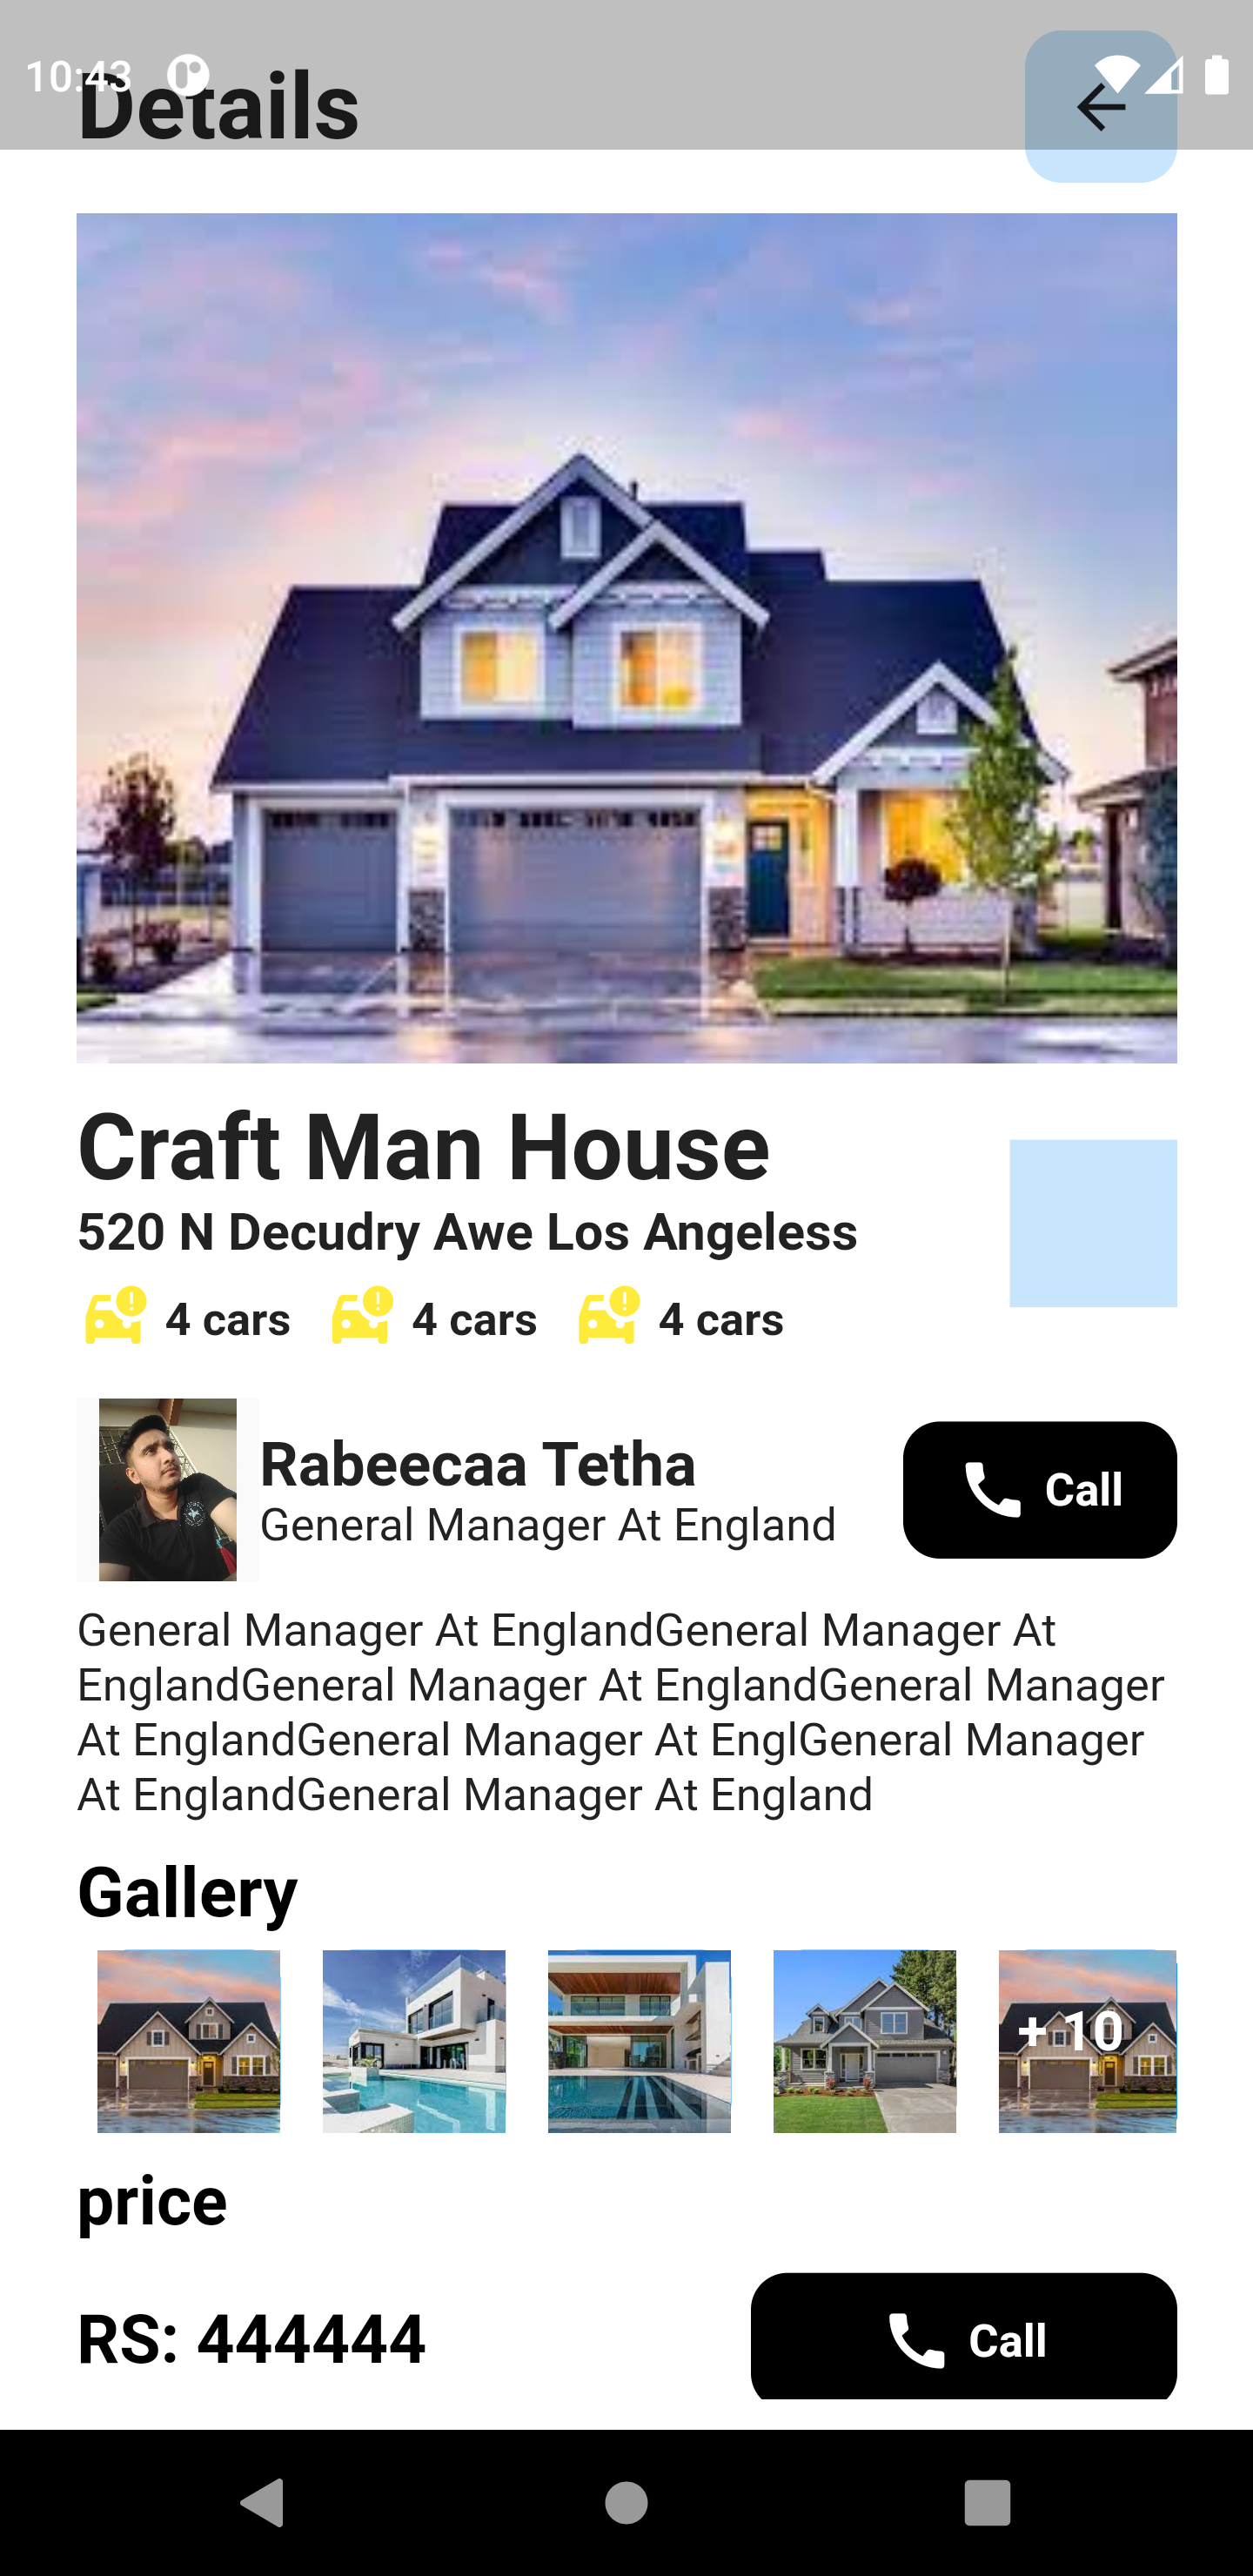 10:43
Details
Craft Man House
520 N Decudry Awe Los Angeless
4 cars 4 cars 4 cars
Rabeecaa Tetha
General Manager At England
Call
General Manager At EnglandGeneral Manager At
EnglandGeneral Manager At EnglandGeneral Manager
At EnglandGeneral Manager At EnglGeneral Manager
At EnglandGeneral Manager At England
Gallery
+ 10
price
RS: 444444
Call